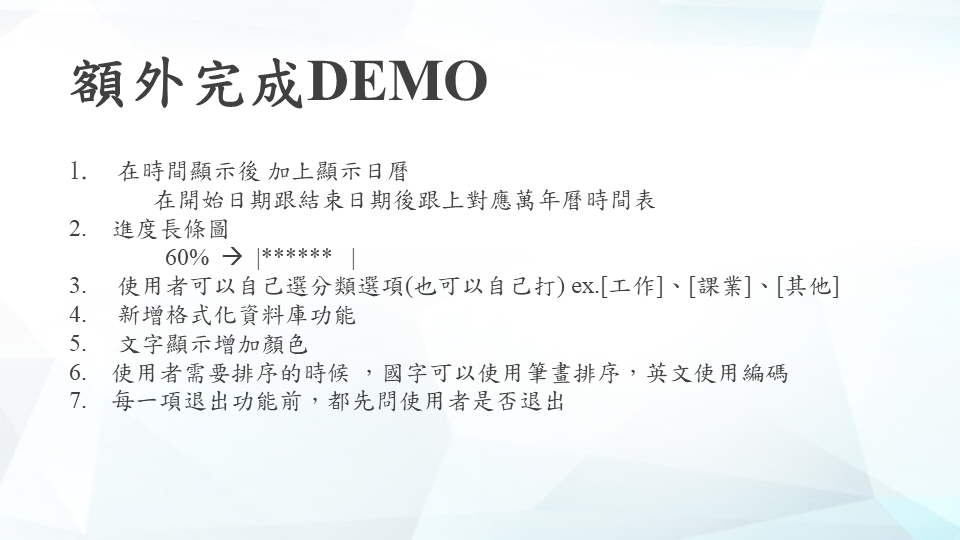 額外完成DEMO
1. 在時間顯示後 加上顯示日曆
在開始日期跟結束日期後跟上對應萬年曆時間表
2. 進度長條圖
60% → |****** |
3. 使用者可以自己選分類選項(也可以自己打) ex.[工作]、[課業]、[其他]
4. 新增格式化資料庫功能
5. 文字顯示增加顏色
6. 使用者需要排序的時候 ，國字可以使用筆畫排序，英文使用編碼
7. 每一項退出功能前，都先問使用者是否退出